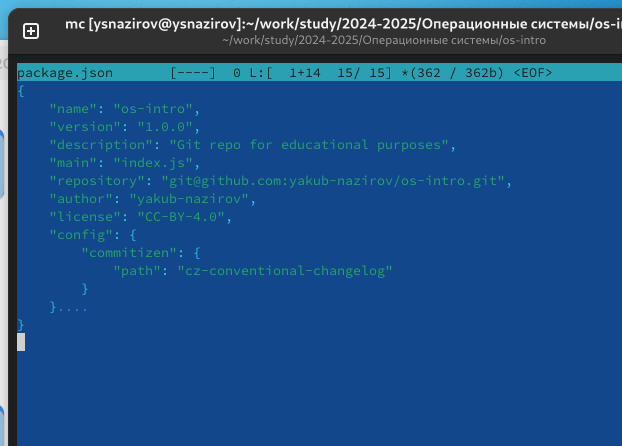 mc [ysnazirov@ysnazirov]:~/work/study/2024-2025/Операционные системы/os-i
~/work/study/2024-2025/Операционные системы/os-intro
package.json       [----]  0 L:[  1+14  15/ 15] *(362 / 362b) <EOF>
{
    "name": "os-intro",
    "version": "1.0.0",
    "description": "Git repo for educational purposes",
    "main": "index.js",
    "repository": "git@github.com:yakub-nazirov/os-intro.git",
    "author": "yakub-nazirov",
    "license": "CC-BY-4.0",
    "config": {
        "commitizen": {
            "path": "cz-conventional-changelog"
        }
    }....
}